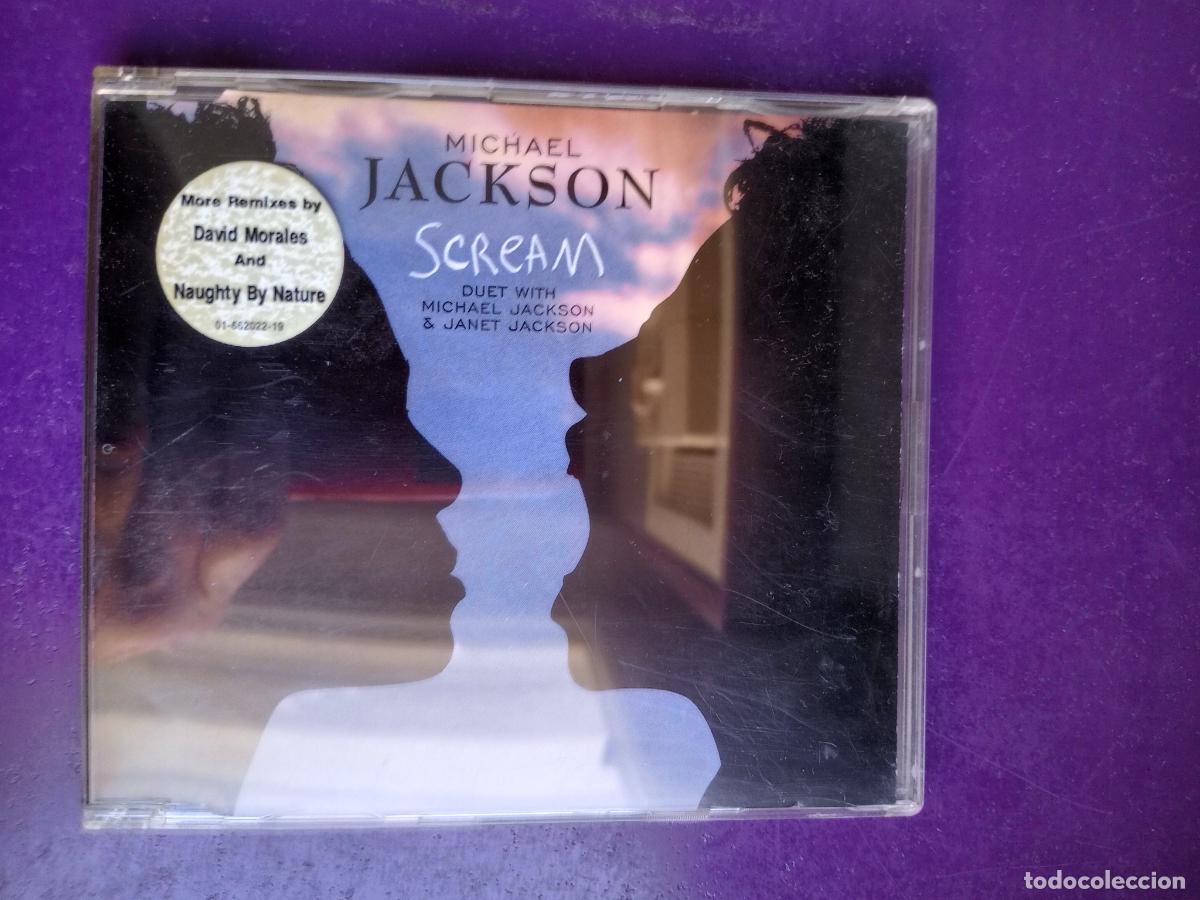 MICHAEL
JACKSON
SCREAM
DUET WITH
MICHAEL JACKSON
& JANET JACKSON
More Remixes by
David Morales
And
Naughty By Nature
01-662022-19
todocoleccion